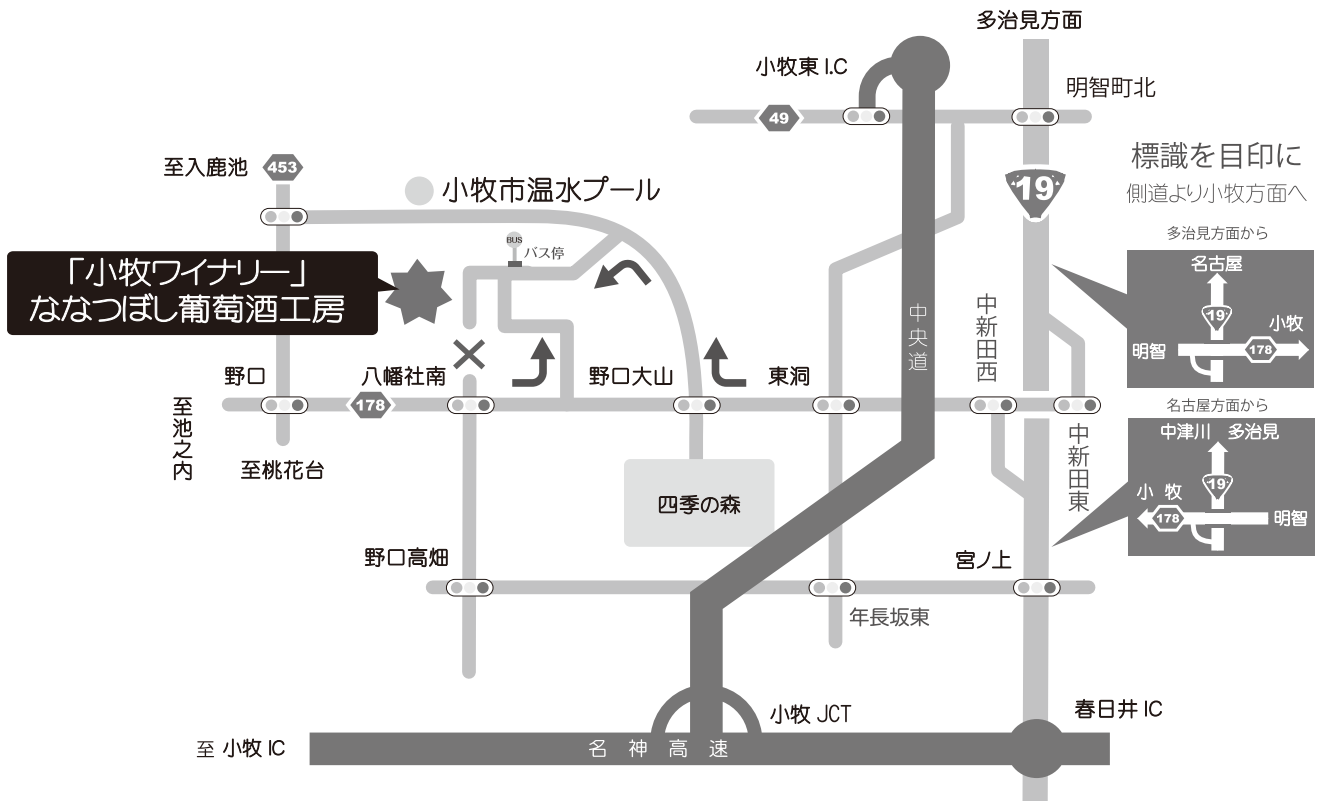 多治見方面
小牧東I.C
明智町北
49
標識を目印に
側道より小牧方面へ
至入鹿池
453
小牧市温水プール
19
BUS
バス停
多治見方面から
名古屋
19
小牧
明智
178
「小牧ワイナリー」
ななつぼし葡萄酒工房
中央道
中新田西
野口
八幡社南
野口大山
東洞
178
至池之内
至桃花台
中新田東
名古屋方面から
中津川 多治見
19
小牧
178
明智
四季の森
野口高畑
宮ノ上
年長坂東
小牧 JCT
春日井 IC
至 小牧 IC
名神高速